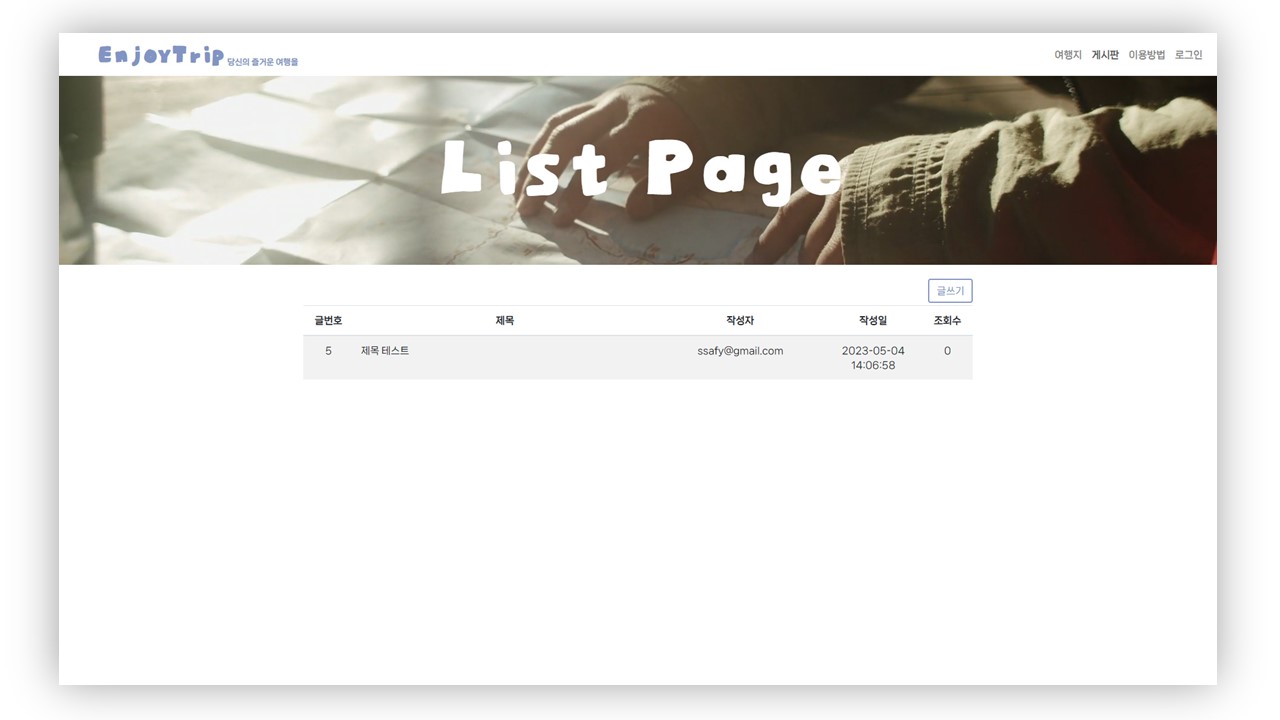 EnjoyTrip 당신의 즐거운 여행을 여행지 게시판 이용방법 로그인
List Page
글쓰기
글번호 제목 작성자 작성일 조회수
5 제목 테스트 ssafy@gmail.com 2023-05-04 0
14:06:58